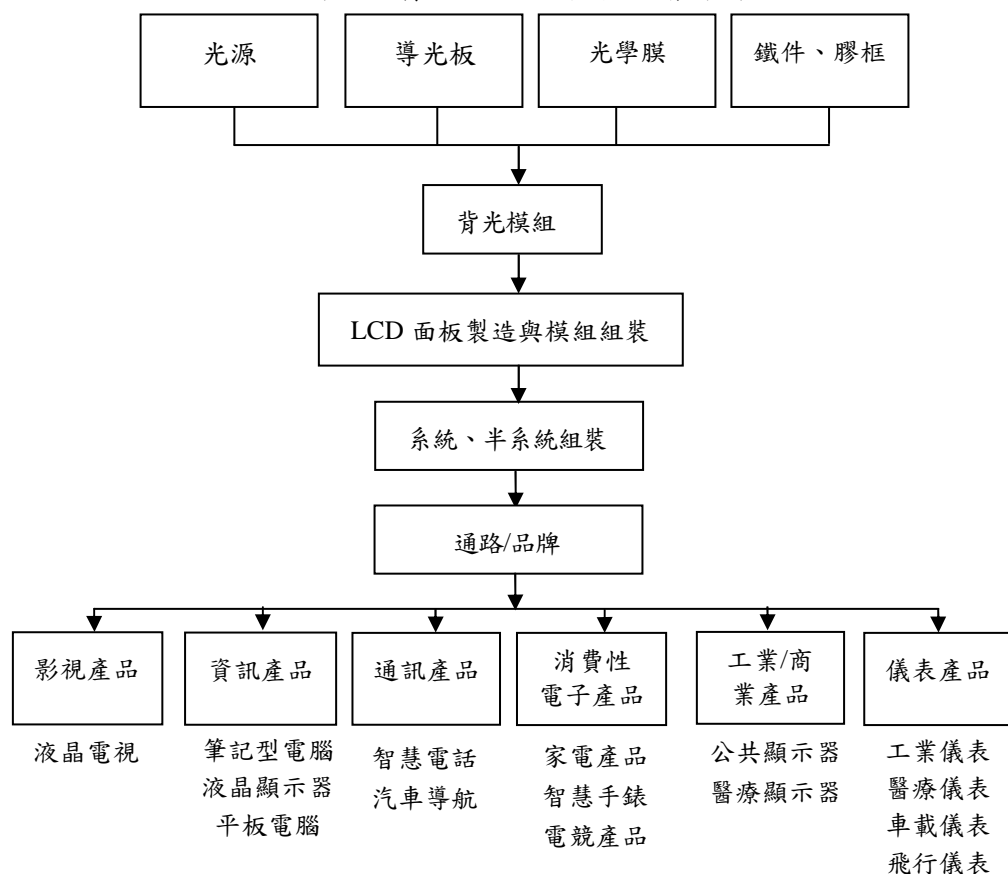 光源
導光板
光學膜
鐵件、膠框
背光模組
LCD 面板製造與模組組裝
系統、半系統組裝
通路/品牌
影視產品
資訊產品
通訊產品
消費性
電子產品
工業/商
業產品
儀表產品
液晶電視
筆記型電腦
液晶顯示器
平板電腦
智慧電話
汽車導航
家電產品
智慧手錶
電競產品
公共顯示器
醫療顯示器
工業儀表
醫療儀表
車載儀表
飛行儀表